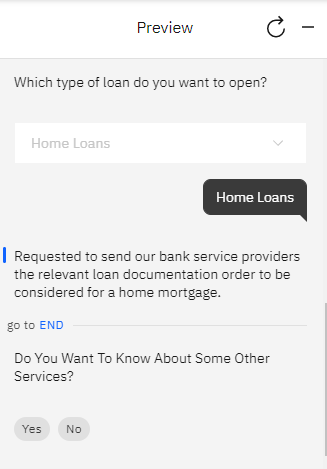 Preview
Which type of loan do you want to open?
Home Loans
Home Loans
Requested to send our bank service providers
the relevant loan documentation order to be
considered for a home mortgage.
go to END
Do You Want To Know About Some Other
Services?
Yes No